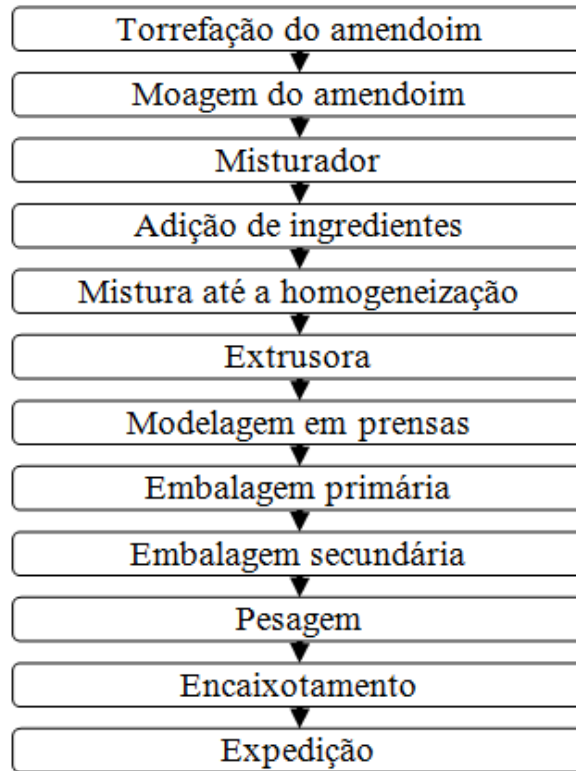 Torrefação do amendoim
Moagem do amendoim
Misturador
Adição de ingredientes
Mistura até a homogeneização
Extrusora
Modelagem em prensas
Embalagem primária
Embalagem secundária
Pesagem
Encaixotamento
Expedição